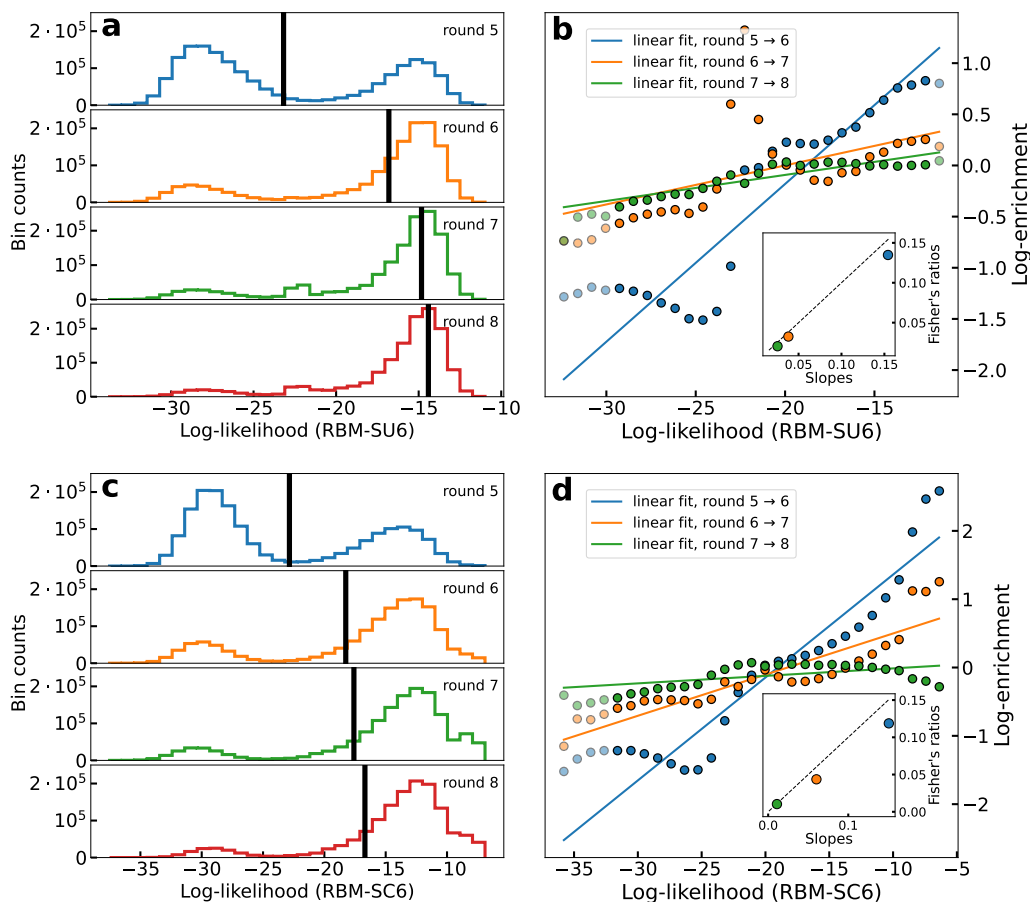 a
round 5
2 · 10⁵
10⁵
0
round 6
2 · 10⁵
10⁵
0
Bin counts
round 7
2 · 10⁵
10⁵
0
round 8
2 · 10⁵
10⁵
0
−30 −25 −20 −15 −10
Log-likelihood (RBM-SU6)
b
linear fit, round 5 → 6
linear fit, round 6 → 7
linear fit, round 7 → 8
1.0
0.5
0.0
−0.5
−1.0
−1.5
−2.0
Log-enrichment
0.15
0.10
0.05
Fisher's ratios
0.05 0.10 0.15
Slopes
−30 −25 −20 −15
Log-likelihood (RBM-SU6)
c
round 5
2 · 10⁵
10⁵
0
round 6
2 · 10⁵
10⁵
0
Bin counts
round 7
2 · 10⁵
10⁵
0
round 8
2 · 10⁵
10⁵
0
−35 −30 −25 −20 −15 −10 −5
Log-likelihood (RBM-SC6)
d
linear fit, round 5 → 6
linear fit, round 6 → 7
linear fit, round 7 → 8
2
1
0
−1
−2
Log-enrichment
0.15
0.10
0.05
0.00
Fisher's ratios
0.0 0.1
Slopes
−35 −30 −25 −20 −15 −10 −5
Log-likelihood (RBM-SC6)